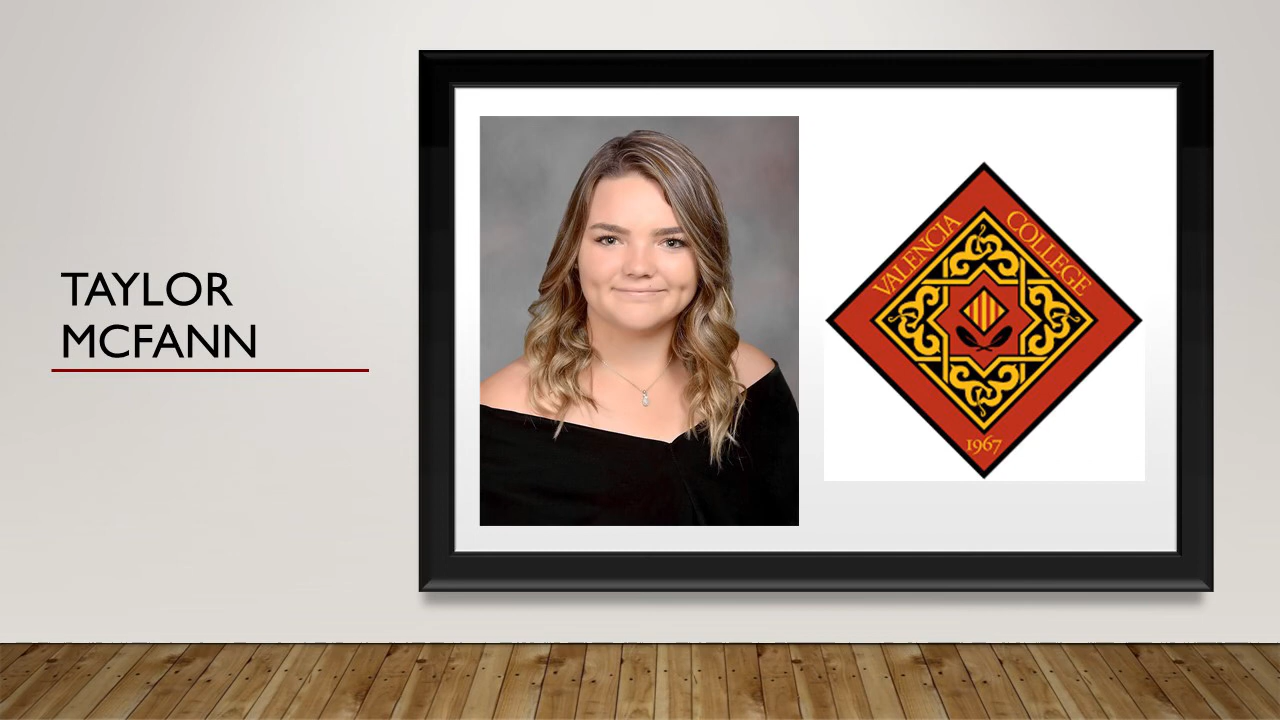 TAYLOR
MCFANN
VALENCIA
COLLEGE
1967